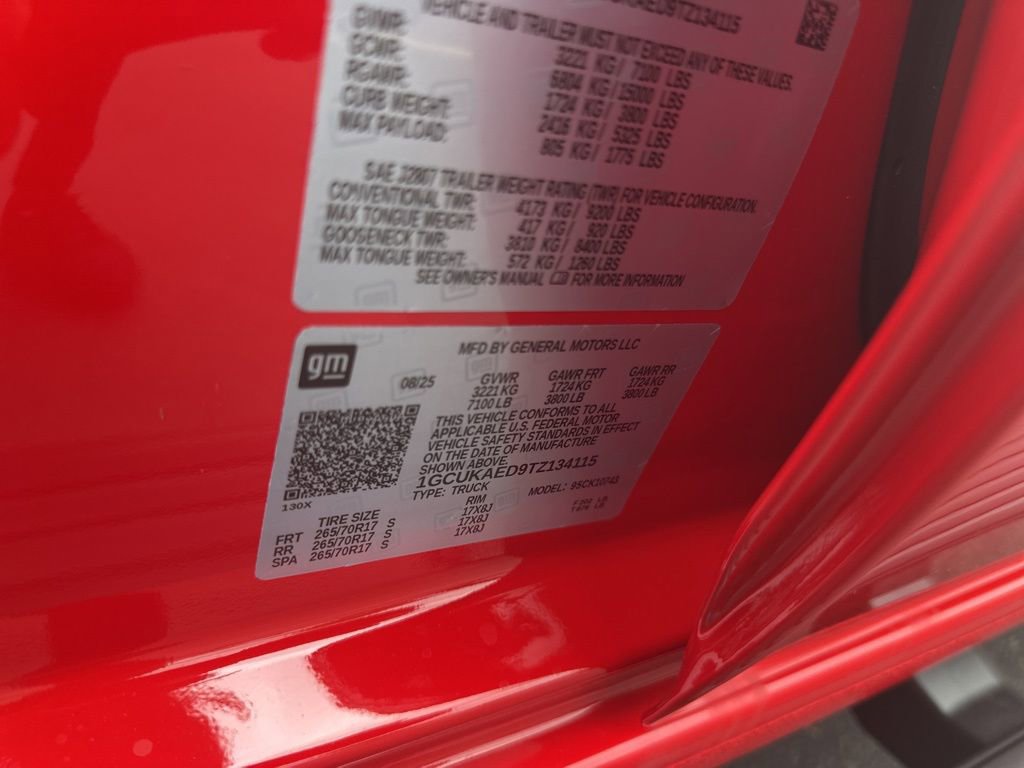 VEHICLE AND TRAILER MUST NOT EXCEED ANY OF THESE VALUES.
GVWR: 3221 KG/ 7100 LBS
GCWR: 6804 KG/15000 LBS
RGAWR: 1724 KG/ 3800 LBS
CURB WEIGHT: 2416 KG/ 5325 LBS
MAX PAYLOAD: 805 KG/ 1775 LBS
SAE J2807 TRAILER WEIGHT RATING (TWR) FOR VEHICLE CONFIGURATION.
CONVENTIONAL TWR: 4173 KG/ 9200 LBS
MAX TONGUE WEIGHT: 417 KG/ 920 LBS
GOOSENECK TWR: 3810 KG/ 8400 LBS
MAX TONGUE WEIGHT: 572 KG/ 1260 LBS
SEE OWNER'S MANUAL FOR MORE INFORMATION
gm
MFD BY GENERAL MOTORS LLC
08/25 GVWR GAWR FRT GAWR RR
3221 KG 1724 KG 1724 KG
7100 LB 3800 LB 3800 LB
THIS VEHICLE CONFORMS TO ALL
APPLICABLE U.S. FEDERAL MOTOR
VEHICLE SAFETY STANDARDS IN EFFECT
ON THE DATE OF MANUFACTURE
SHOWN ABOVE.
1GCUKAED9TZ134115
TYPE: TRUCK MODEL: 95CK10743
130X
TIRE SIZE RIM
FRT 265/70R17 S 17X8J
RR 265/70R17 S 17X8J
SPA 265/70R17 S 17X8J